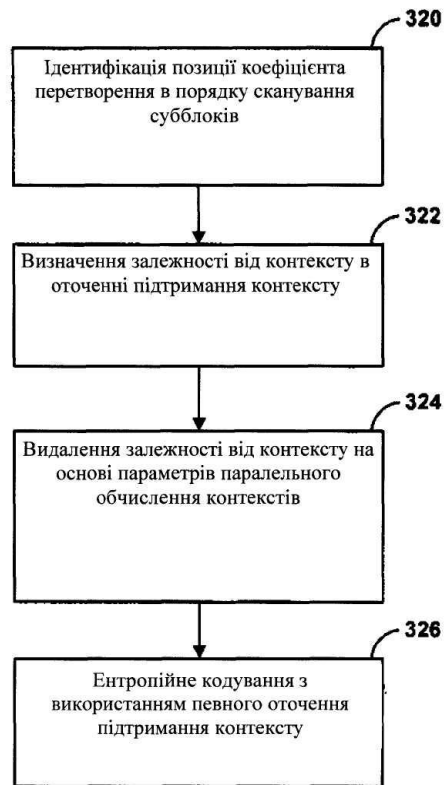 320
Ідентифікація позиції коефіцієнта
перетворення в порядку сканування
субблоків
322
Визначення залежності від контексту в
оточенні підтримання контексту
324
Видалення залежності від контексту на
основі параметрів паралельного
обчислення контекстів
326
Ентропійне кодування з
використанням певного оточення
підтримання контексту